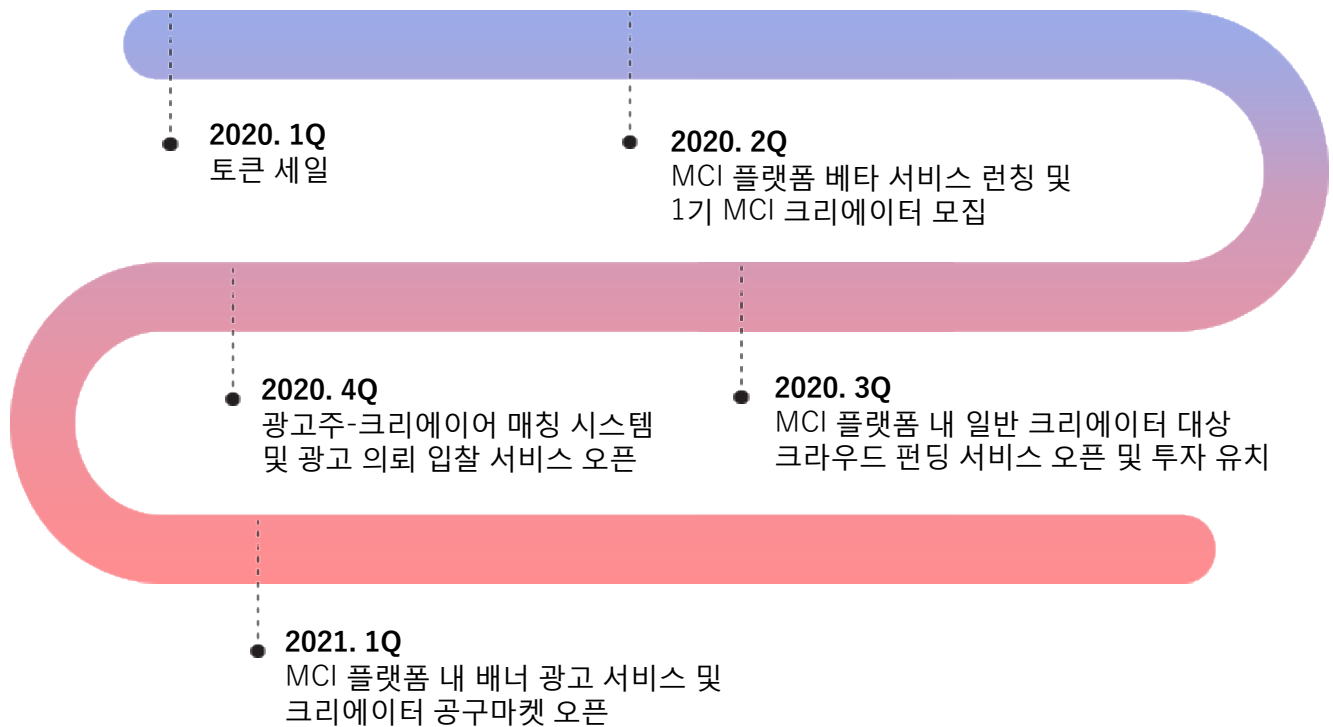 2020. 1Q
토큰 세일
2020. 2Q
MCI 플랫폼 베타 서비스 런칭 및
1기 MCI 크리에이터 모집
2020. 3Q
MCI 플랫폼 내 일반 크리에이터 대상
크라우드 펀딩 서비스 오픈 및 투자 유치
2020. 4Q
광고주-크리에이어 매칭 시스템
및 광고 의뢰 입찰 서비스 오픈
2021. 1Q
MCI 플랫폼 내 배너 광고 서비스 및
크리에이터 공구마켓 오픈